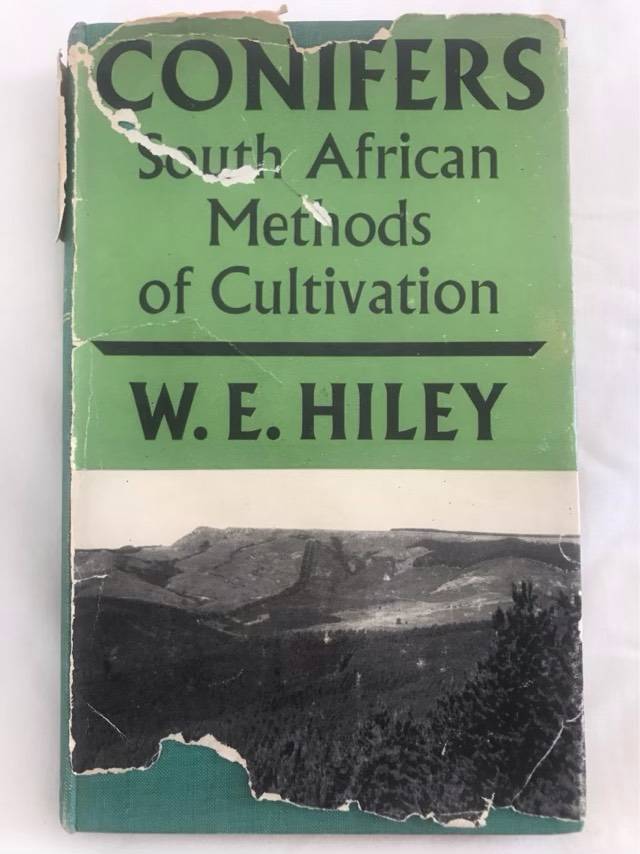 CONIFERS
South African
Methods
of Cultivation
W. E. HILEY